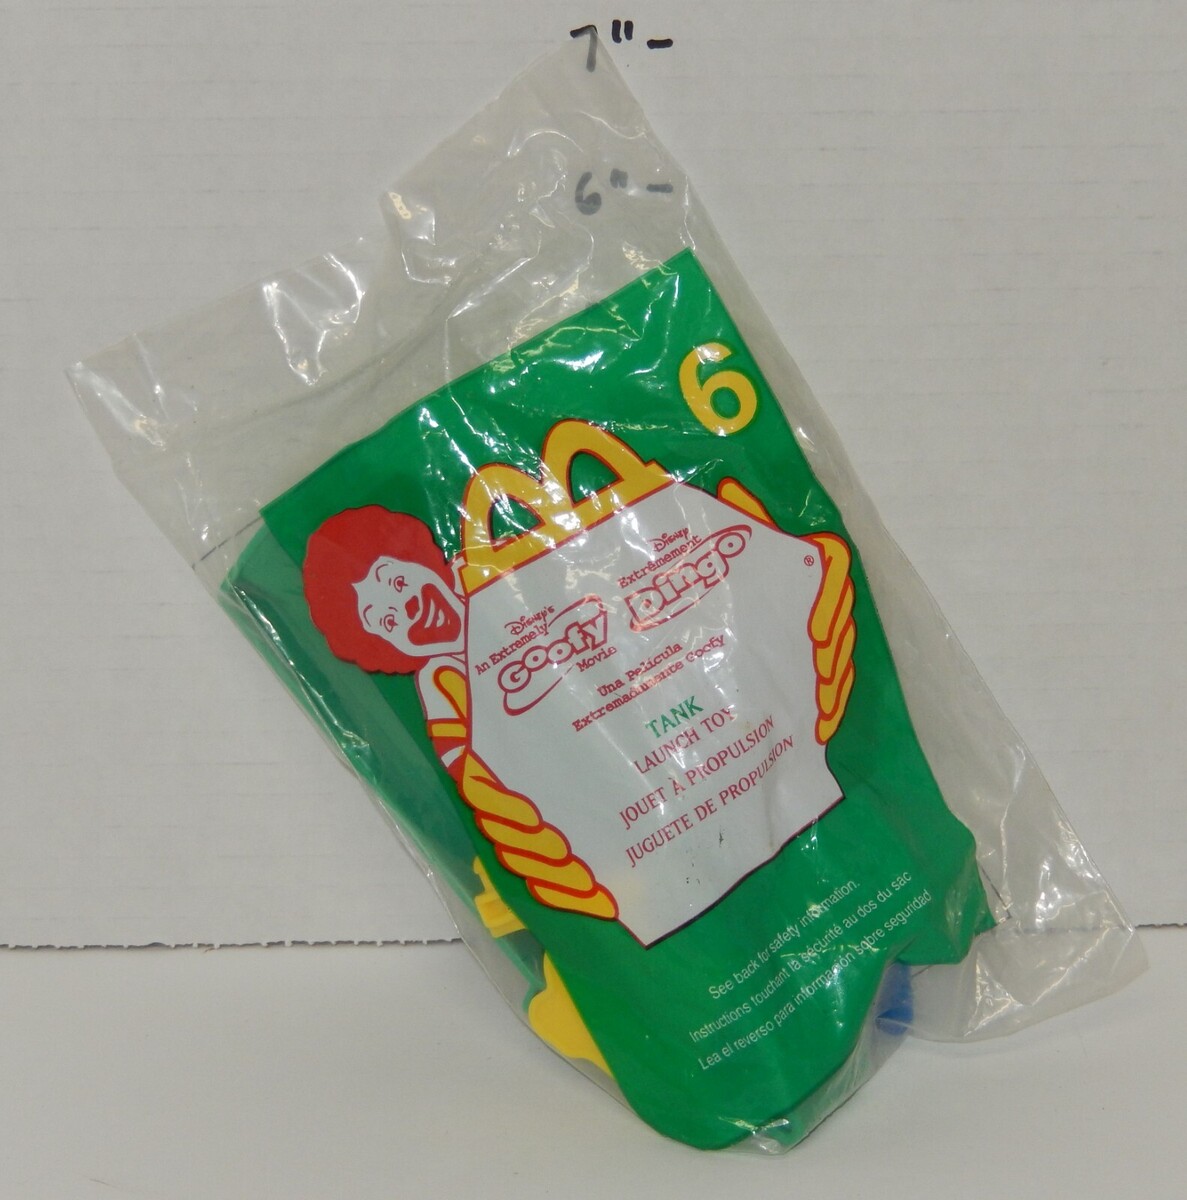 7"-
6"-
6
DISNEY'S
An Extremely
Goofy
Movie
DISNEY
Extrêmement
Dingo
®
Una Película
Extremadamente Goofy
TANK
LAUNCH TOY
JOUET À PROPULSION
JUGUETE DE PROPULSION
See back for safety information.
Instructions touchant la sécurité au dos du sac
Lea el reverso para información sobre seguridad